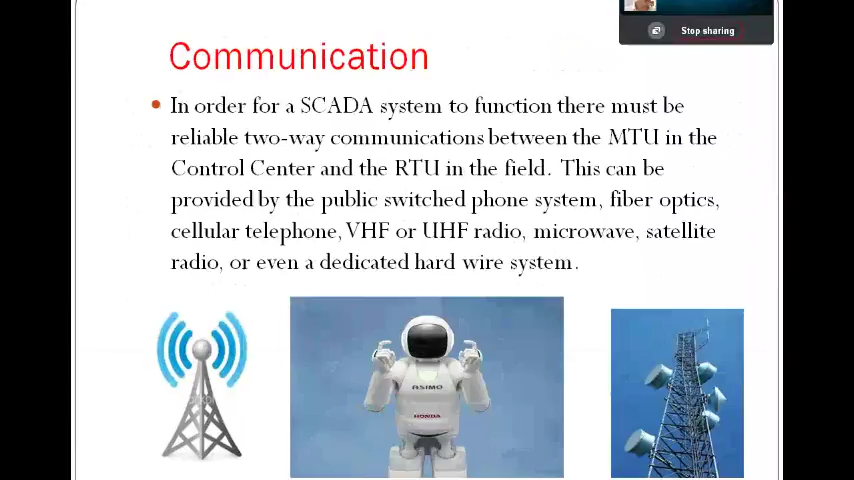 Stop sharing
Communication
In order for a SCADA system to function there must be
reliable two-way communications between the MTU in the
Control Center and the RTU in the field. This can be
provided by the public switched phone system, fiber optics,
cellular telephone, VHF or UHF radio, microwave, satellite
radio, or even a dedicated hard wire system.
ASIMO
HONDA